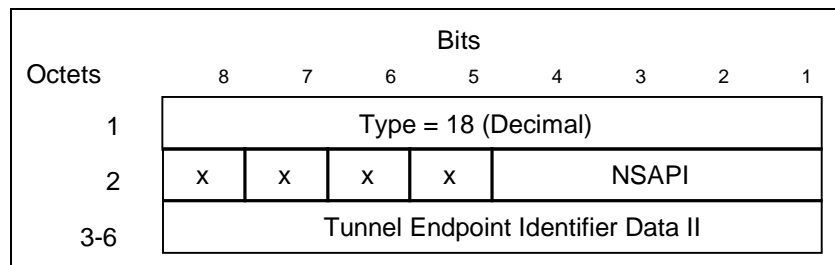 Bits
Octets 8 7 6 5 4 3 2 1
1 Type = 18 (Decimal)
2 x x x x NSAPI
3-6 Tunnel Endpoint Identifier Data II